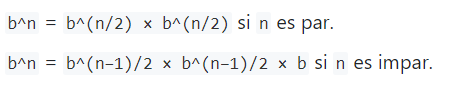 b^n = b^(n/2) × b^(n/2) si n es par.
b^n = b^(n−1)/2 × b^(n−1)/2 × b si n es impar.